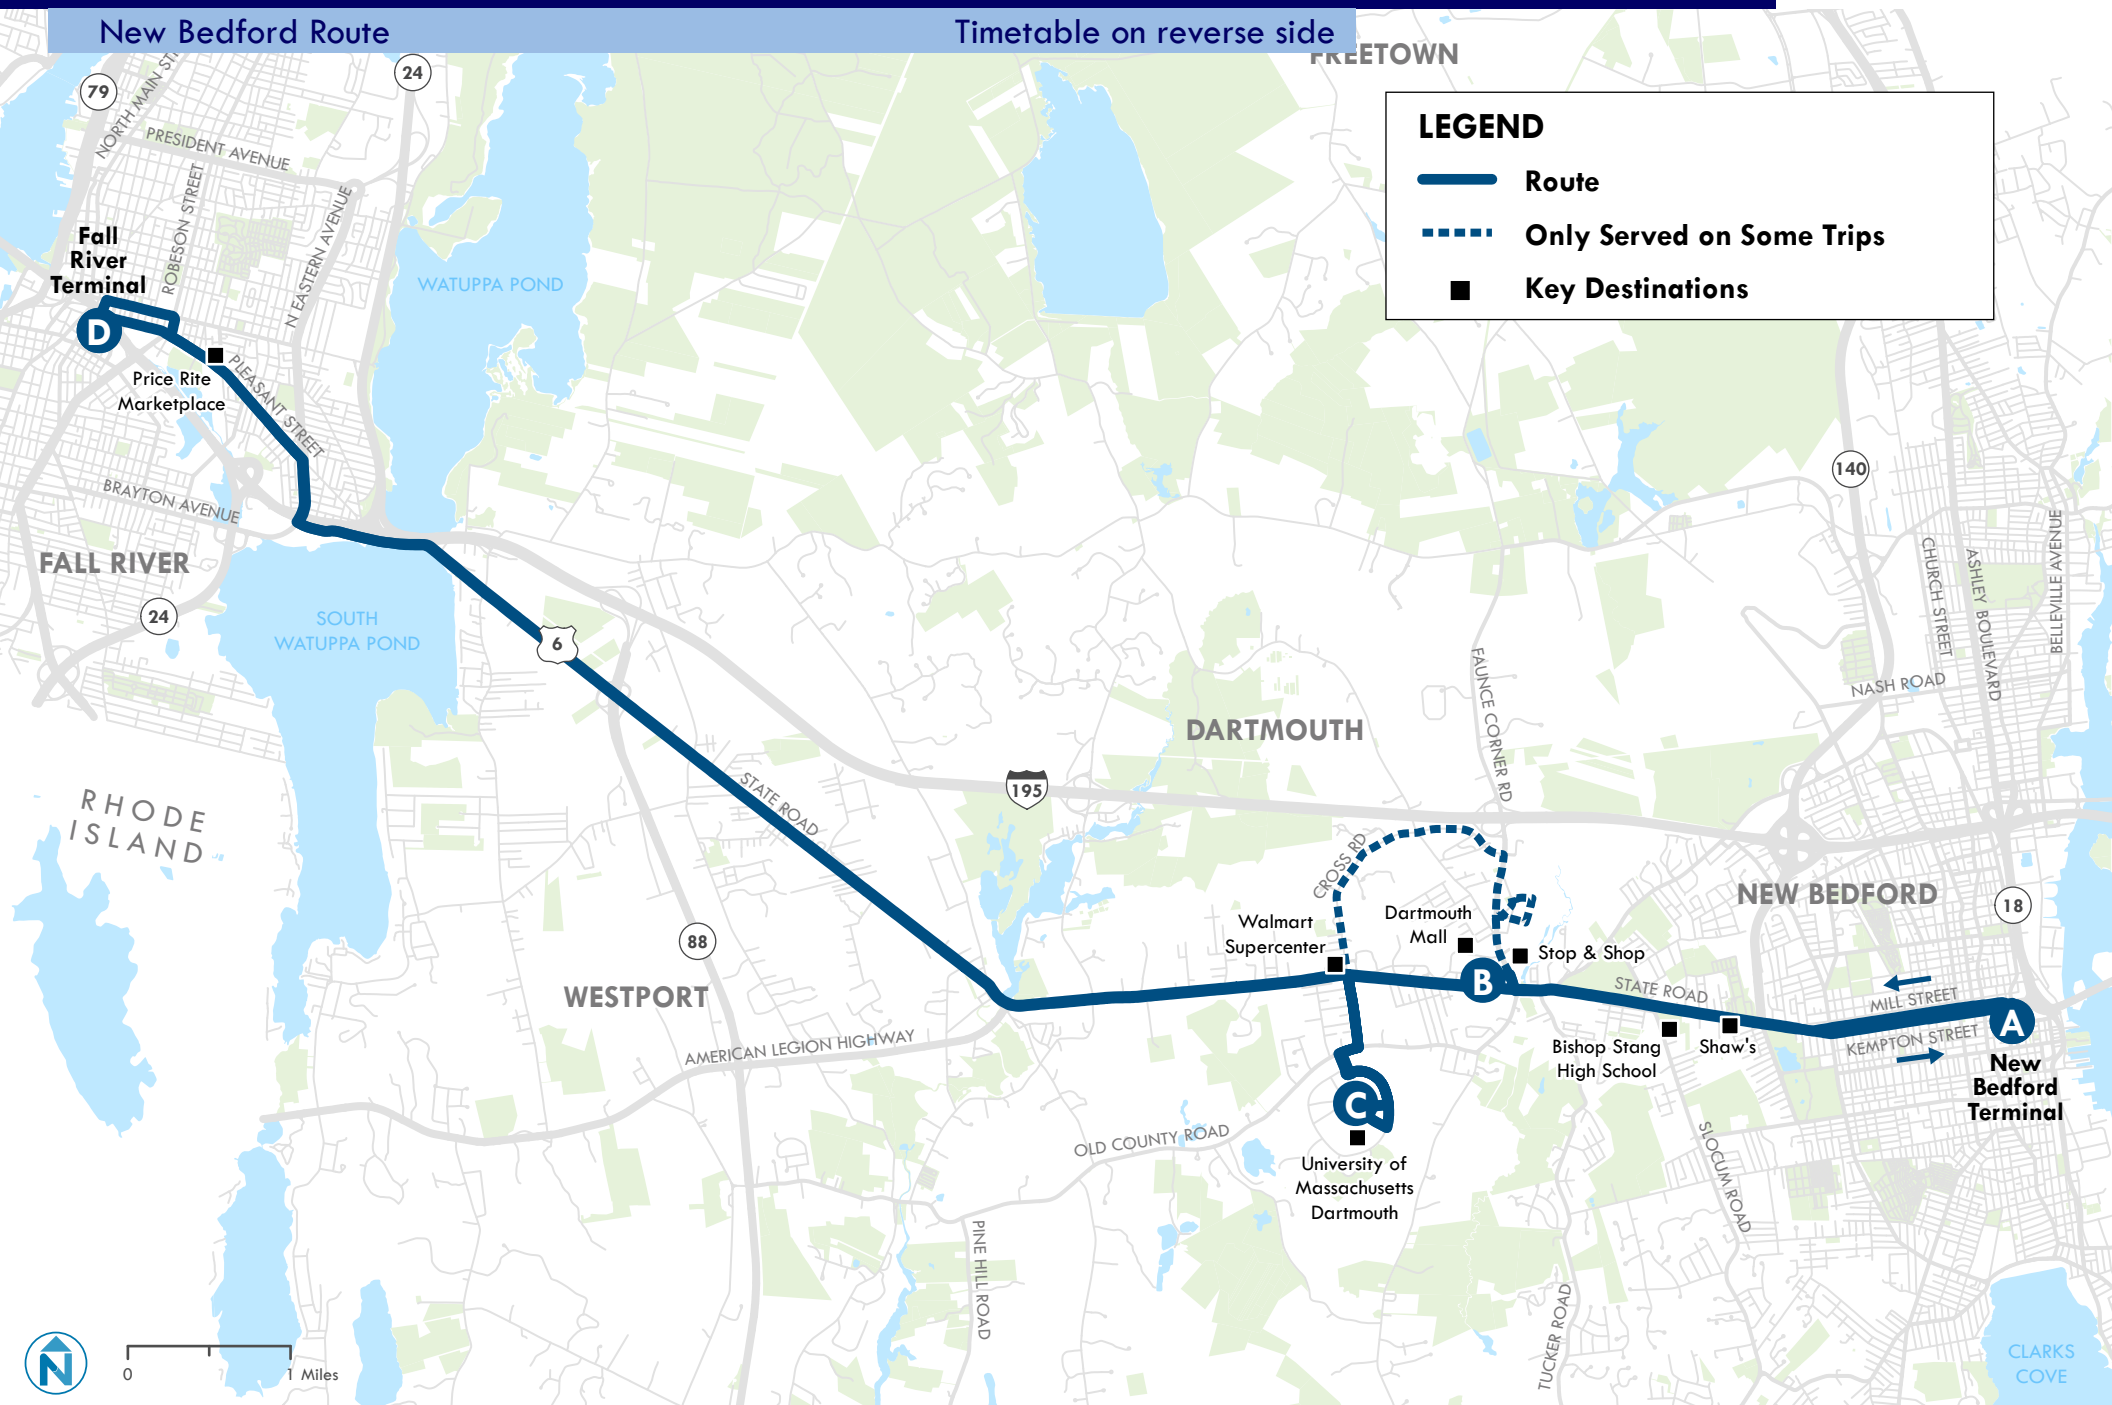 New Bedford Route
Timetable on reverse side
FREETOWN
LEGEND
Route
Only Served on Some Trips
Key Destinations
79
24
NORTH MAIN ST
PRESIDENT AVENUE
ROBESON STREET
N EASTERN AVENUE
Fall
River
Terminal
D
WATUPPA POND
Price Rite
Marketplace
PLEASANT STREET
BRAYTON AVENUE
FALL RIVER
24
SOUTH
WATUPPA POND
6
140
CHURCH STREET
ASHLEY BOULEVARD
BELLEVILLE AVENUE
NASH ROAD
FAUNCE CORNER RD
DARTMOUTH
RHODE
ISLAND
STATE ROAD
195
CROSS RD
NEW BEDFORD
18
88
Walmart
Supercenter
Dartmouth
Mall
Stop & Shop
B
WESTPORT
STATE ROAD
MILL STREET
A
KEMPTON STREET
AMERICAN LEGION HIGHWAY
Bishop Stang
High School
Shaw's
New
Bedford
Terminal
C
OLD COUNTY ROAD
University of
Massachusetts
Dartmouth
SLOCUM ROAD
PINE HILL ROAD
TUCKER ROAD
N
0
1 Miles
CLARKS
COVE